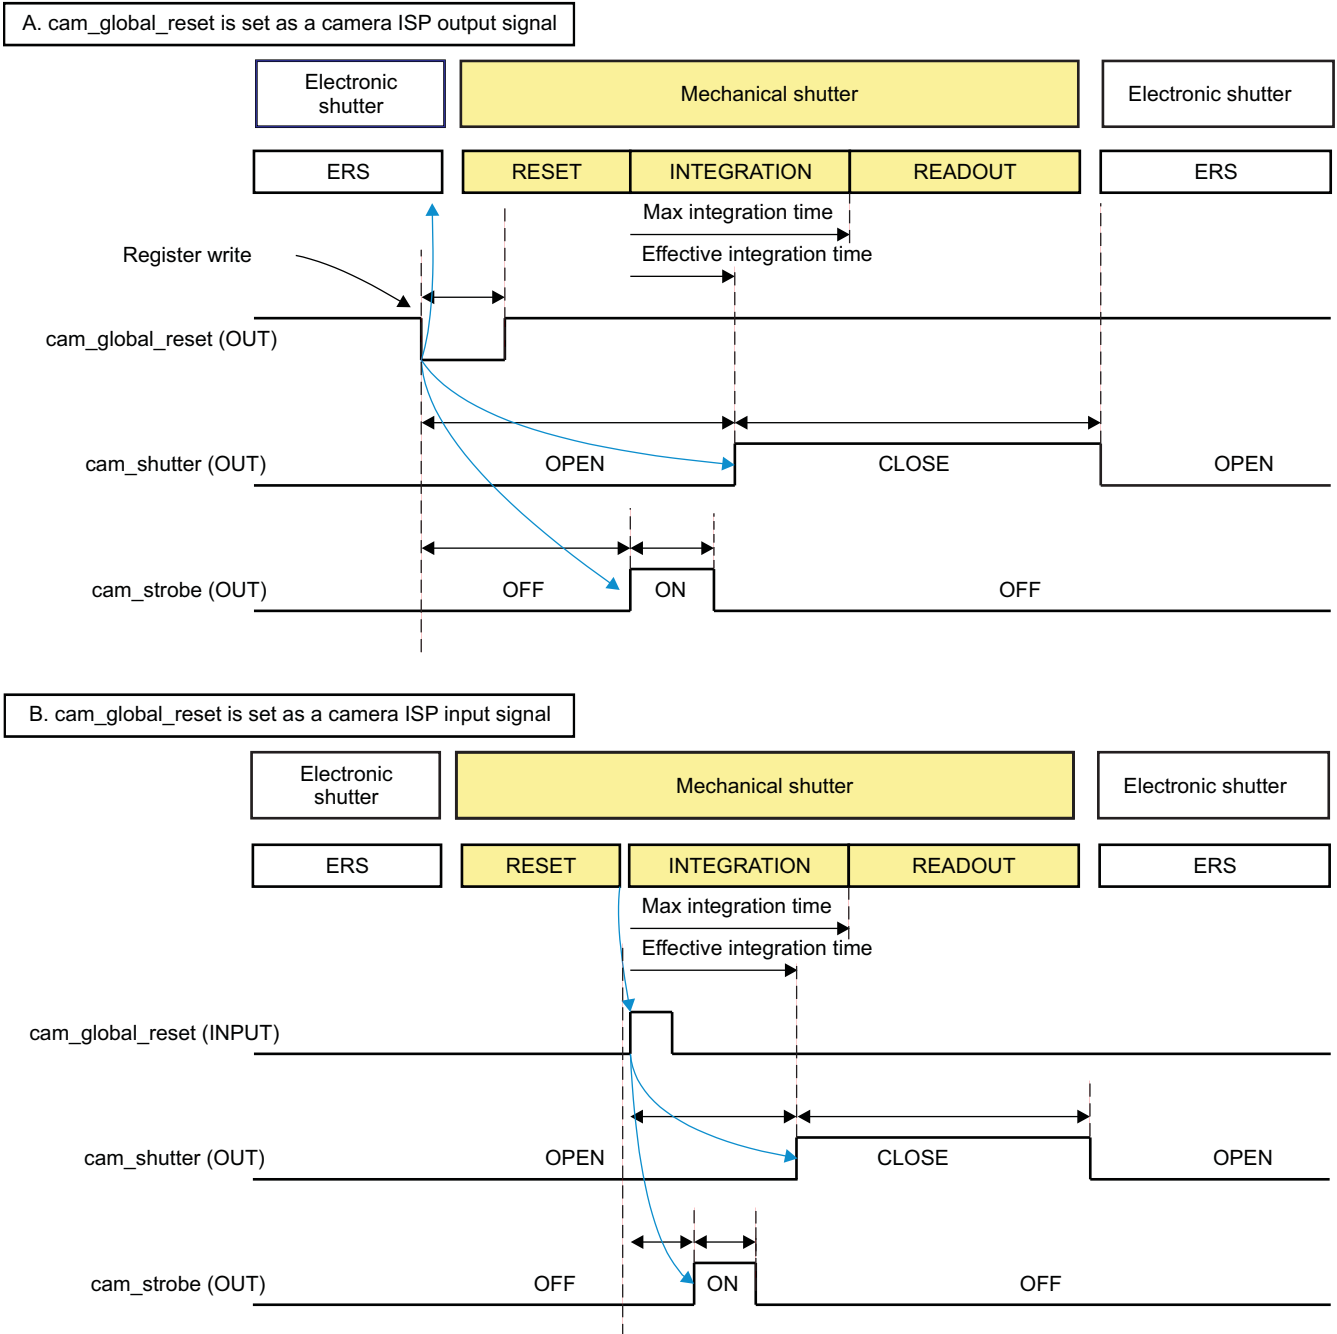 A. cam_global_reset is set as a camera ISP output signal
Electronic
shutter
Mechanical shutter
Electronic shutter
ERS
RESET
INTEGRATION
READOUT
ERS
Max integration time
Effective integration time
Register write
cam_global_reset (OUT)
cam_shutter (OUT)
OPEN
CLOSE
OPEN
cam_strobe (OUT)
OFF
ON
OFF
B. cam_global_reset is set as a camera ISP input signal
Electronic
shutter
Mechanical shutter
Electronic shutter
ERS
RESET
INTEGRATION
READOUT
ERS
Max integration time
Effective integration time
cam_global_reset (INPUT)
cam_shutter (OUT)
OPEN
CLOSE
OPEN
cam_strobe (OUT)
OFF
ON
OFF